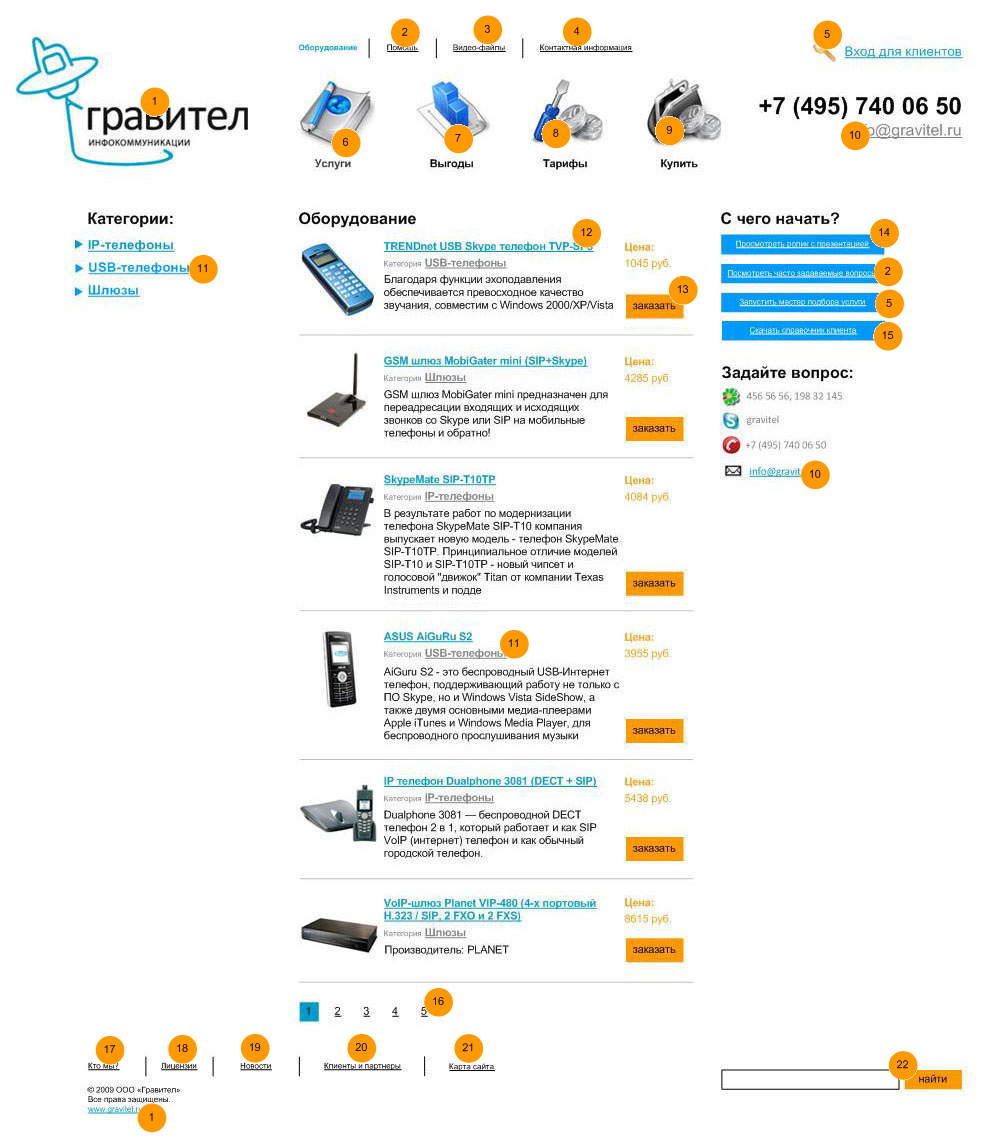 2
3
4
5
Оборудование
Помощь
Видео-файлы
Контактная информация
Вход для клиентов
1
гравител
ИНФОКОММУНИКАЦИИ
6
7
8
9
Услуги
Выгоды
Тарифы
Купить
+7 (495) 740 06 50
10
@gravitel.ru
Категории:
IP-телефоны
USB-телефоны
11
Шлюзы
Оборудование
12
TRENDnet USB Skype телефон
Категория USB-телефоны
Благодаря функции эхоподавления
обеспечивается превосходное качество
звучания, совместим с Windows 2000/XP/Vista
Цена:
1045 руб.
13
заказать
GSM шлюз MobiGater mini (SIP+Skype)
Категория Шлюзы
GSM шлюз MobiGater mini предназначен для
переадресации входящих и исходящих
звонков со Skype или SIP на мобильные
телефоны и обратно!
Цена:
4285 руб.
заказать
SkypeMate SIP-T10TP
Категория IP-телефоны
В результате работ по модернизации
телефона SkypeMate SIP-T10 компания
выпускает новую модель - телефон SkypeMate
SIP-T10TP. Принципиальное отличие моделей
SIP-T10 и SIP-T10TP - новый чипсет и
голосовой "движок" Titan от компании Texas
Instruments и подде
Цена:
4084 руб.
заказать
ASUS AiGuRu S2
Категория USB-телефоны
11
AiGuru S2 - это беспроводный USB-Интернет
телефон, поддерживающий работу не только с
ПО Skype, но и Windows Vista SideShow, а
также двумя основными медиа-плеерами
Apple iTunes и Windows Media Player, для
беспроводного прослушивания музыки
Цена:
3955 руб.
заказать
IP телефон Dualphone 3081 (DECT + SIP)
Категория IP-телефоны
Dualphone 3081 — беспроводной DECT
телефон 2 в 1, который работает и как SIP
VoIP (интернет) телефон и как обычный
городской телефон.
Цена:
5438 руб.
заказать
VoIP-шлюз Planet VIP-480 (4-х портовый
H.323 / SIP, 2 FXO и 2 FXS)
Категория Шлюзы
Производитель: PLANET
Цена:
8615 руб.
заказать
1 2 3 4 5
16
С чего начать?
Просмотреть ролик с презентацией
14
Посмотреть часто задаваемые вопросы
2
Запустить мастер подбора услуги
5
Скачать справочник клиента
15
Задайте вопрос:
456 56 56, 198 32 145
gravitel
+7 (495) 740 06 50
info@gravit
10
17
18
19
20
21
Кто мы?
Лицензии
Новости
Клиенты и партнеры
Карта сайта
© 2009 ООО «Гравител»
Все права защищены.
www.gravitel.ru
1
22
найти